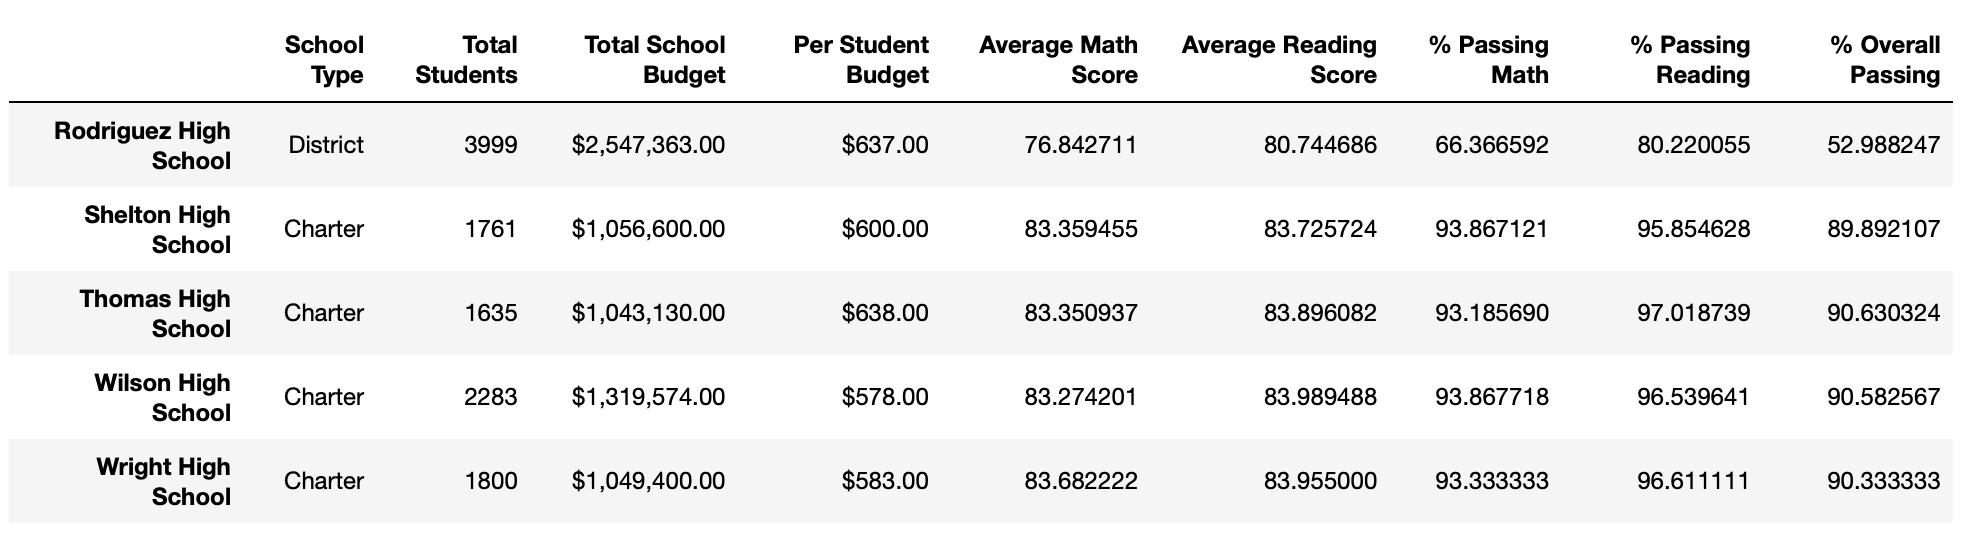 School Type Total Students Total School Budget Per Student Budget Average Math Score Average Reading Score % Passing Math % Passing Reading % Overall Passing
Rodriguez High School District 3999 $2,547,363.00 $637.00 76.842711 80.744686 66.366592 80.220055 52.988247
Shelton High School Charter 1761 $1,056,600.00 $600.00 83.359455 83.725724 93.867121 95.854628 89.892107
Thomas High School Charter 1635 $1,043,130.00 $638.00 83.350937 83.896082 93.185690 97.018739 90.630324
Wilson High School Charter 2283 $1,319,574.00 $578.00 83.274201 83.989488 93.867718 96.539641 90.582567
Wright High School Charter 1800 $1,049,400.00 $583.00 83.682222 83.955000 93.333333 96.611111 90.333333